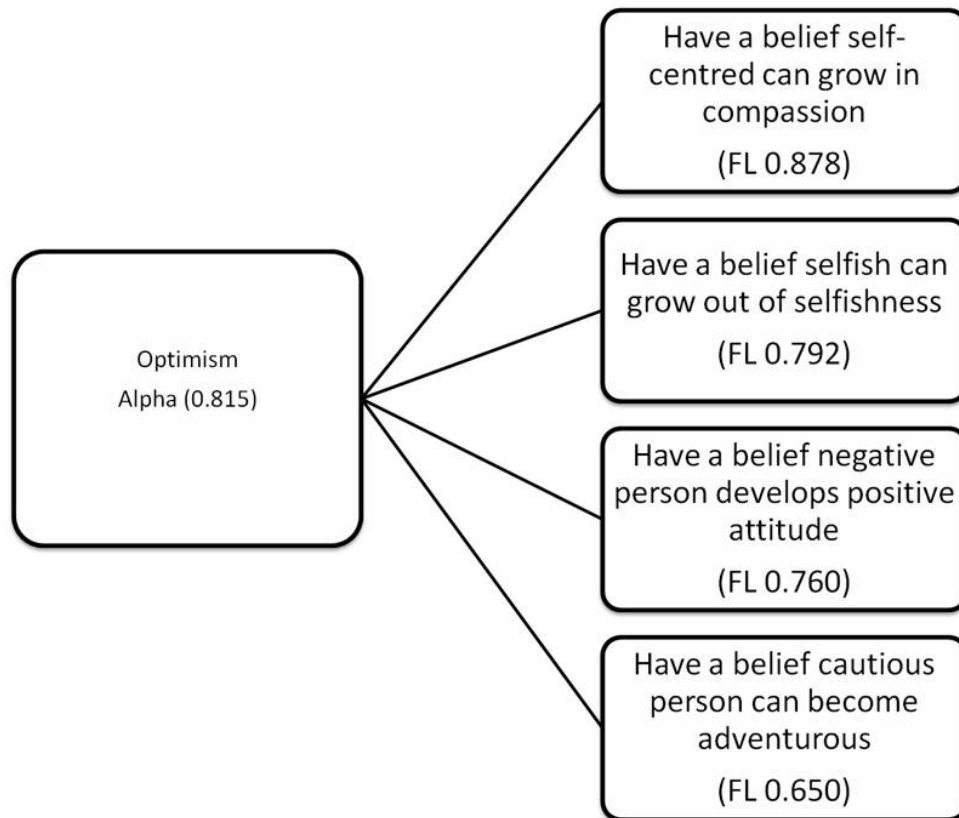 Have a belief self-
centred can grow in
compassion
(FL 0.878)
Have a belief selfish can
grow out of selfishness
(FL 0.792)
Optimism
Alpha (0.815)
Have a belief negative
person develops positive
attitude
(FL 0.760)
Have a belief cautious
person can become
adventurous
(FL 0.650)